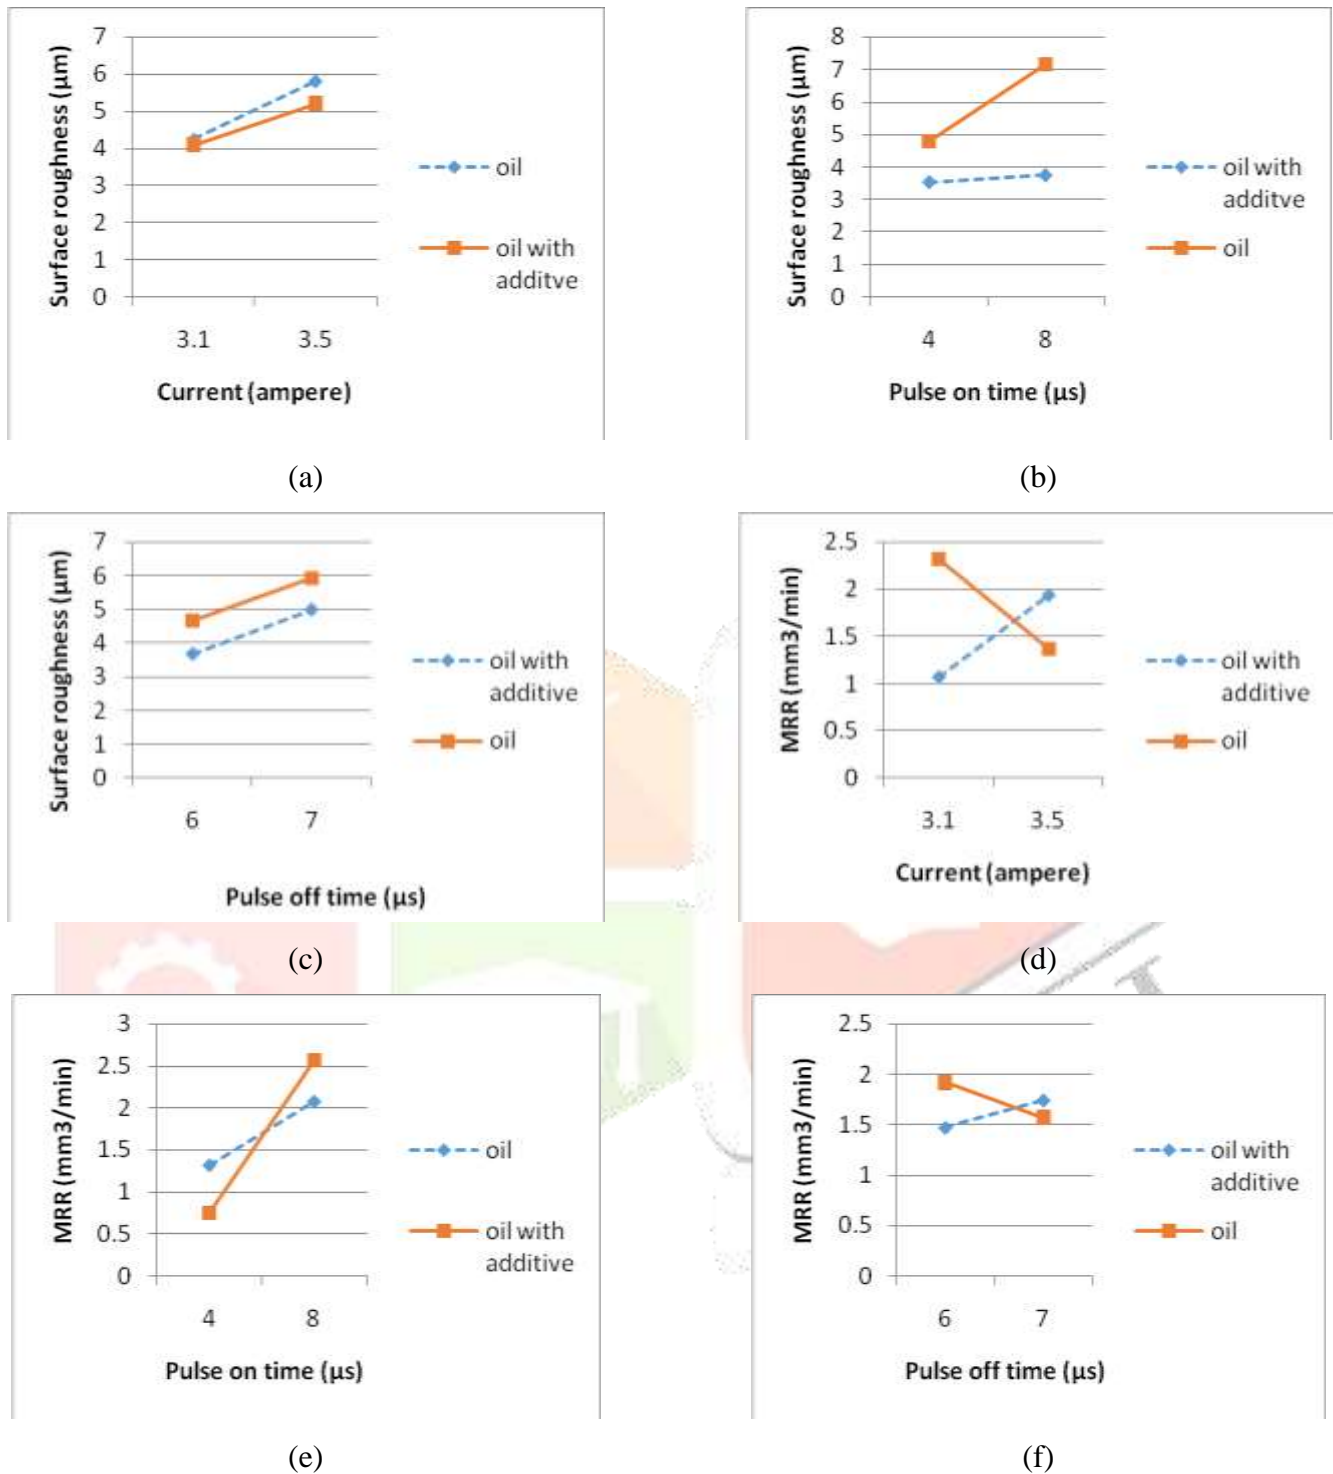 7
6
5
4
3
2
1
0
Surface roughness (µm)
3.1 3.5
Current (ampere)
oil
oil with
additve
(a)
8
7
6
5
4
3
2
1
0
Surface roughness (µm)
4 8
Pulse on time (µs)
oil with
additve
oil
(b)
7
6
5
4
3
2
1
0
Surface roughness (µm)
6 7
Pulse off time (µs)
oil with
additive
oil
(c)
2.5
2
1.5
1
0.5
0
MRR (mm3/min)
3.1 3.5
Current (ampere)
oil with
additive
oil
(d)
3
2.5
2
1.5
1
0.5
0
MRR (mm3/min)
4 8
Pulse on time (µs)
oil
oil with
additive
(e)
2.5
2
1.5
1
0.5
0
MRR (mm3/min)
6 7
Pulse off time (µs)
oil with
additive
oil
(f)